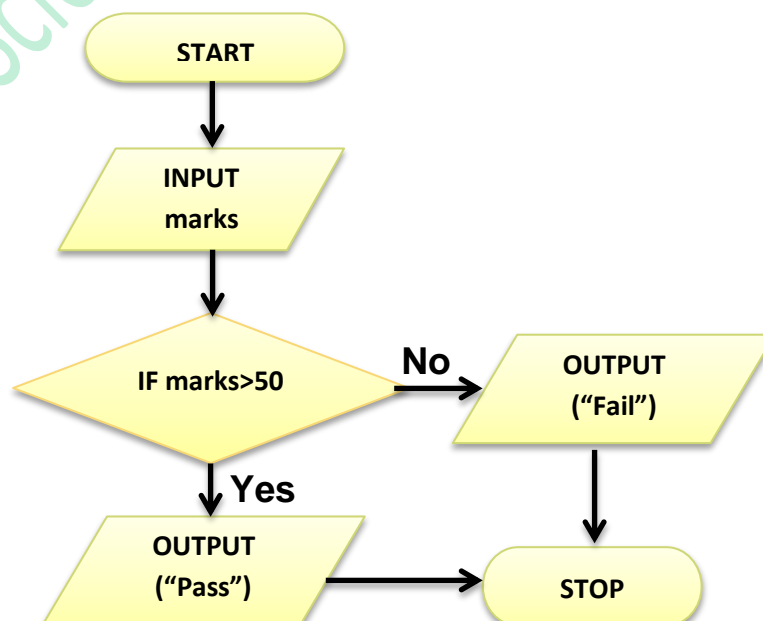 START
INPUT
marks
IF marks>50
No
OUTPUT
(“Fail”)
Yes
OUTPUT
(“Pass”)
STOP